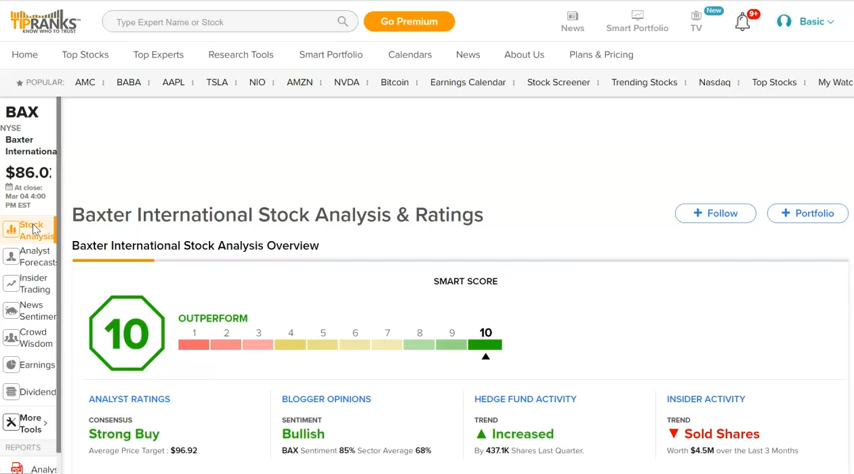 TIPRANKS
KNOW WHO TO TRUST
Type Expert Name or Stock
Go Premium
News
Smart Portfolio
TV
New
9+
Basic
Home Top Stocks Top Experts Research Tools Smart Portfolio Calendars News About Us Plans & Pricing
POPULAR: AMC BABA AAPL TSLA NIO AMZN NVDA Bitcoin Earnings Calendar Stock Screener Trending Stocks Nasdaq Top Stocks My Watc
BAX
NYSE
Baxter
Internationa
$86.0
At close:
Mar 04 4:00
PM EST
Stock
Analysis
Analyst
Forecasts
Insider
Trading
News
Sentimen
Crowd
Wisdom
Earnings
Dividend
More
Tools
REPORTS
Analys
Baxter International Stock Analysis & Ratings
+ Follow
+ Portfolio
Baxter International Stock Analysis Overview
SMART SCORE
10
OUTPERFORM
1 2 3 4 5 6 7 8 9 10
ANALYST RATINGS
CONSENSUS
Strong Buy
Average Price Target : $96.92
BLOGGER OPINIONS
SENTIMENT
Bullish
BAX Sentiment 85% Sector Average 68%
HEDGE FUND ACTIVITY
TREND
Increased
By 437.1K Shares Last Quarter.
INSIDER ACTIVITY
TREND
Sold Shares
Worth $4.5M over the Last 3 Months